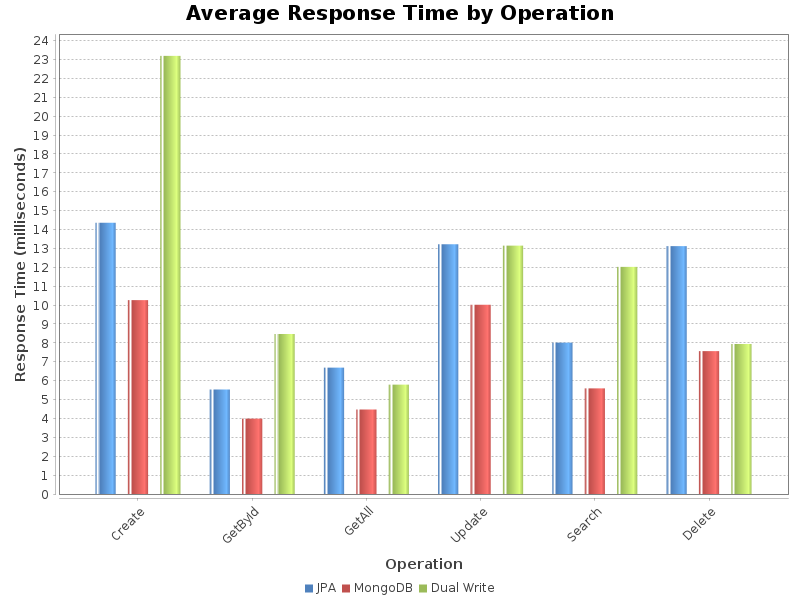 Average Response Time by Operation
24
23
22
21
20
19
18
17
16
15
14
13
12
11
10
9
8
7
6
5
4
3
2
1
0
Response Time (milliseconds)
Create
GetById
GetAll
Update
Search
Delete
Operation
JPA MongoDB Dual Write